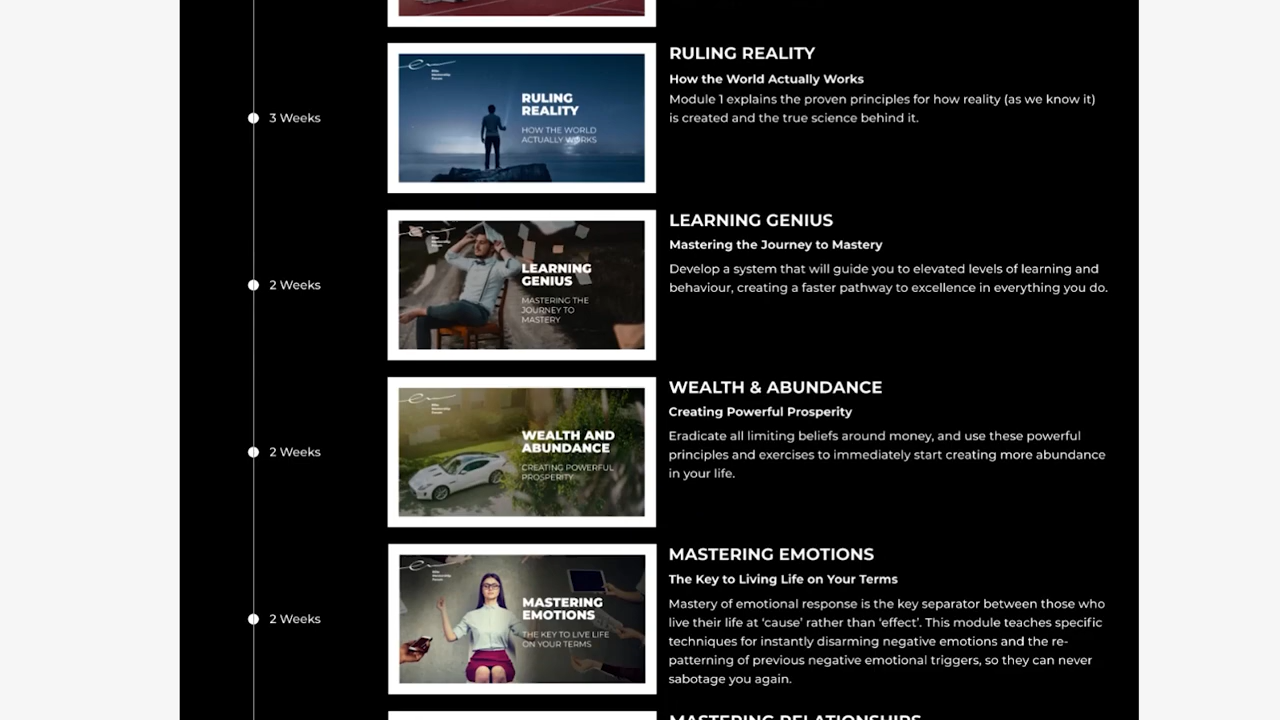 3 Weeks
RULING
REALITY
HOW THE WORLD
ACTUALLY WORKS
RULING REALITY
How the World Actually Works
Module 1 explains the proven principles for how reality (as we know it)
is created and the true science behind it.
2 Weeks
LEARNING
GENIUS
MASTERING THE
JOURNEY TO
MASTERY
LEARNING GENIUS
Mastering the Journey to Mastery
Develop a system that will guide you to elevated levels of learning and
behaviour, creating a faster pathway to excellence in everything you do.
2 Weeks
WEALTH AND
ABUNDANCE
CREATING POWERFUL
PROSPERITY
WEALTH & ABUNDANCE
Creating Powerful Prosperity
Eradicate all limiting beliefs around money, and use these powerful
principles and exercises to immediately start creating more abundance
in your life.
2 Weeks
MASTERING
EMOTIONS
THE KEY TO LIVE LIFE
ON YOUR TERMS
MASTERING EMOTIONS
The Key to Living Life on Your Terms
Mastery of emotional response is the key separator between those who
live their life at ‘cause’ rather than ‘effect’. This module teaches specific
techniques for instantly disarming negative emotions and the re-
patterning of previous negative emotional triggers, so they can never
sabotage you again.
MASTERING RELATIONSHIPS